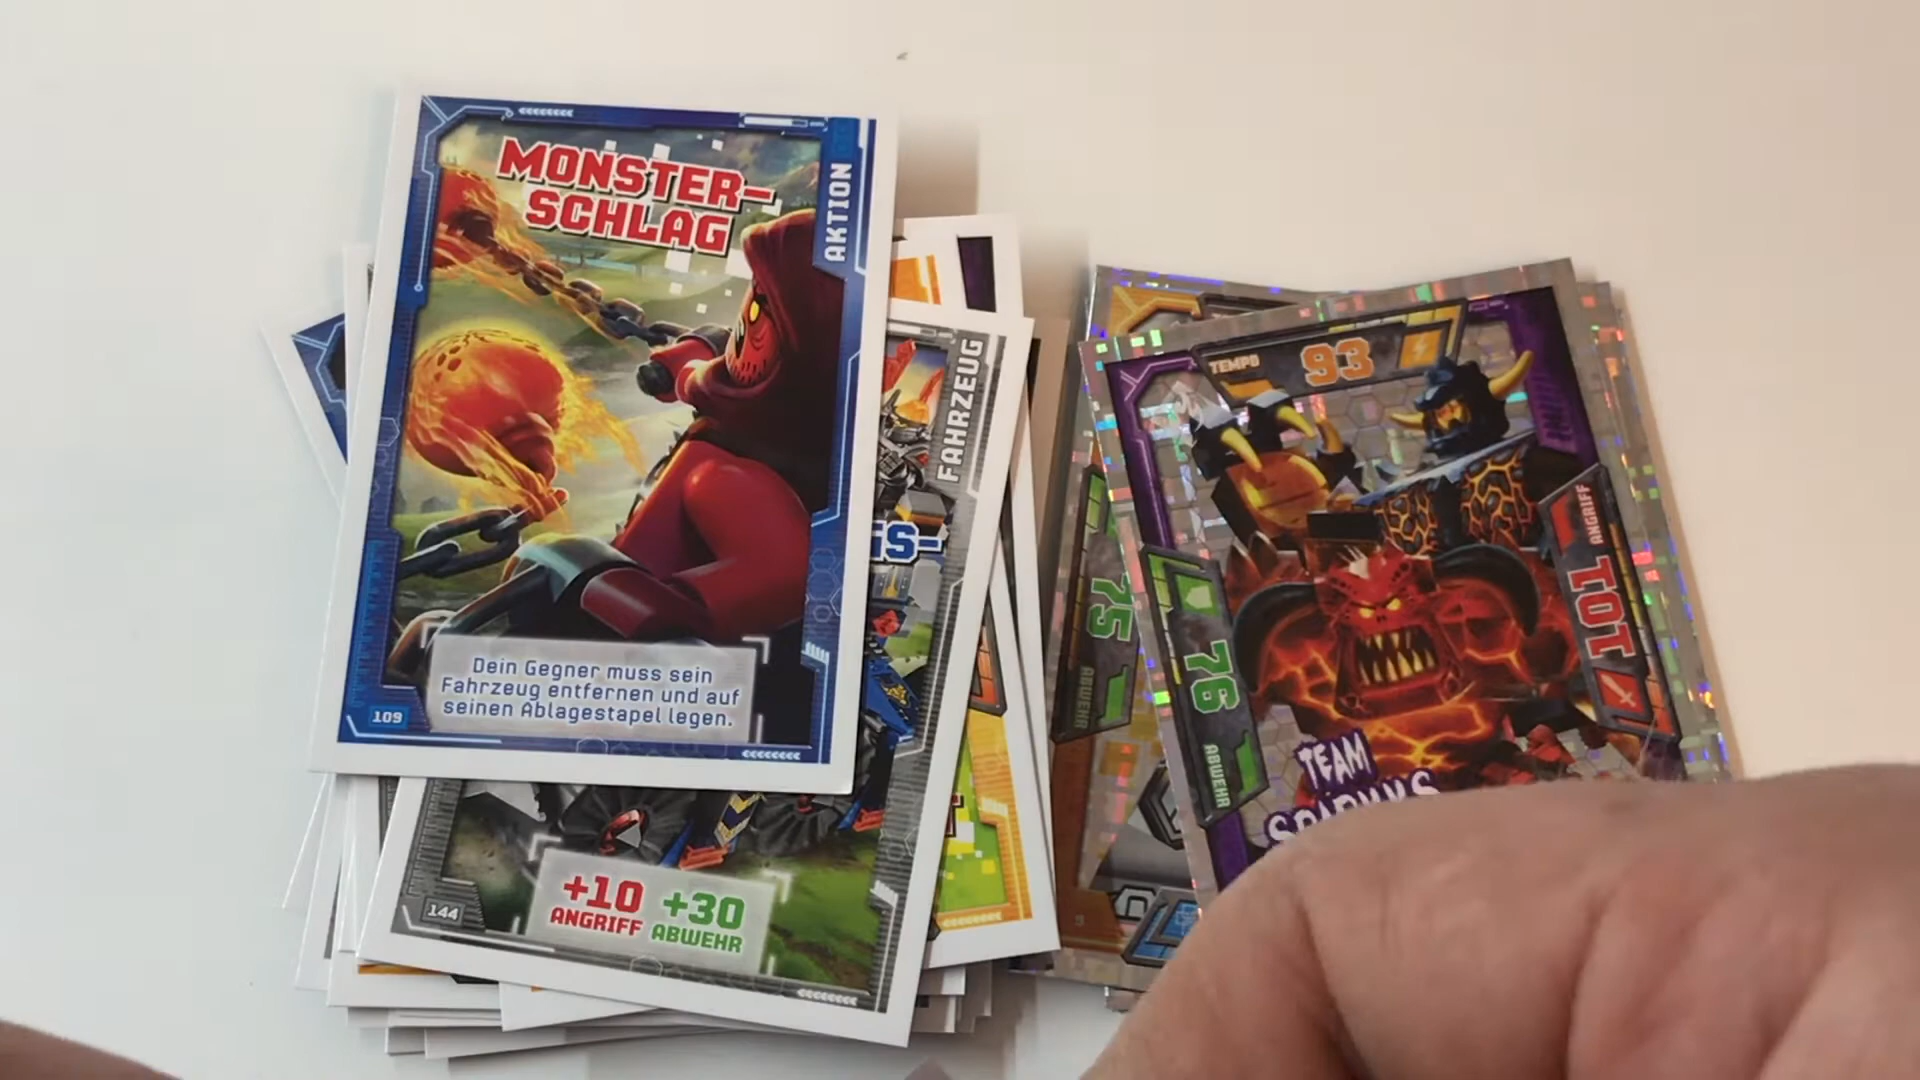 MONSTER-
SCHLAG
AKTION
Dein Gegner muss sein
Fahrzeug entfernen und auf
seinen Ablagestapel legen.
109
FAHRZEUG
IS-
144
+10
ANGRIFF
+30
ABWEHR
75
ABWEHR
TEMPO
93
101
ANGRIFF
76
ABWEHR
TEAM